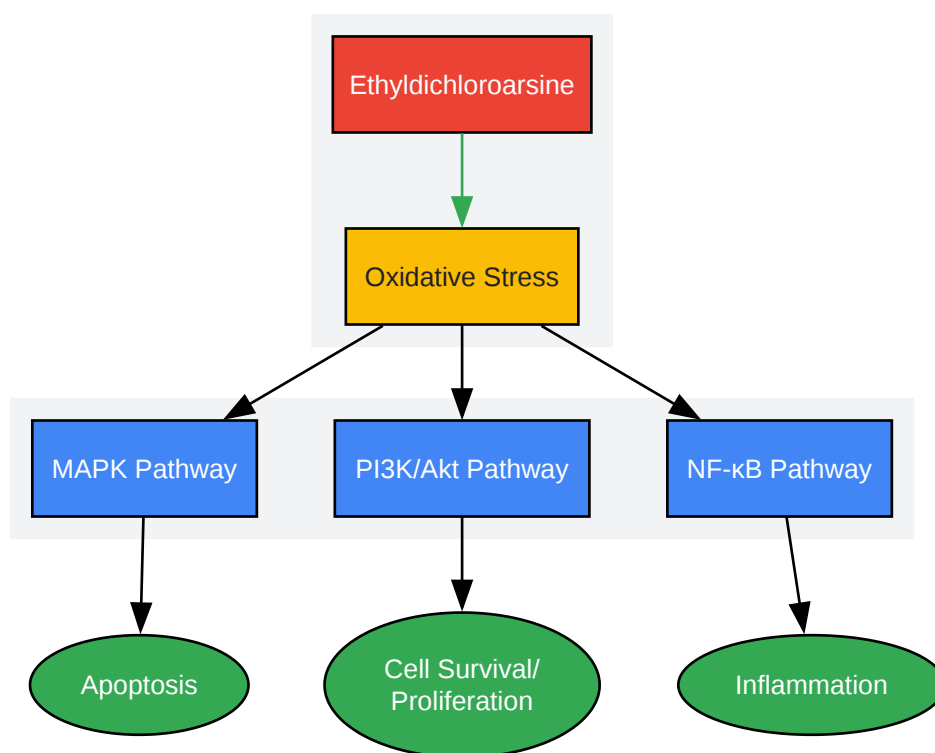 Ethyldichloroarsine
Oxidative Stress
MAPK Pathway
PI3K/Akt Pathway
NF-κB Pathway
Apoptosis
Cell Survival/
Proliferation
Inflammation